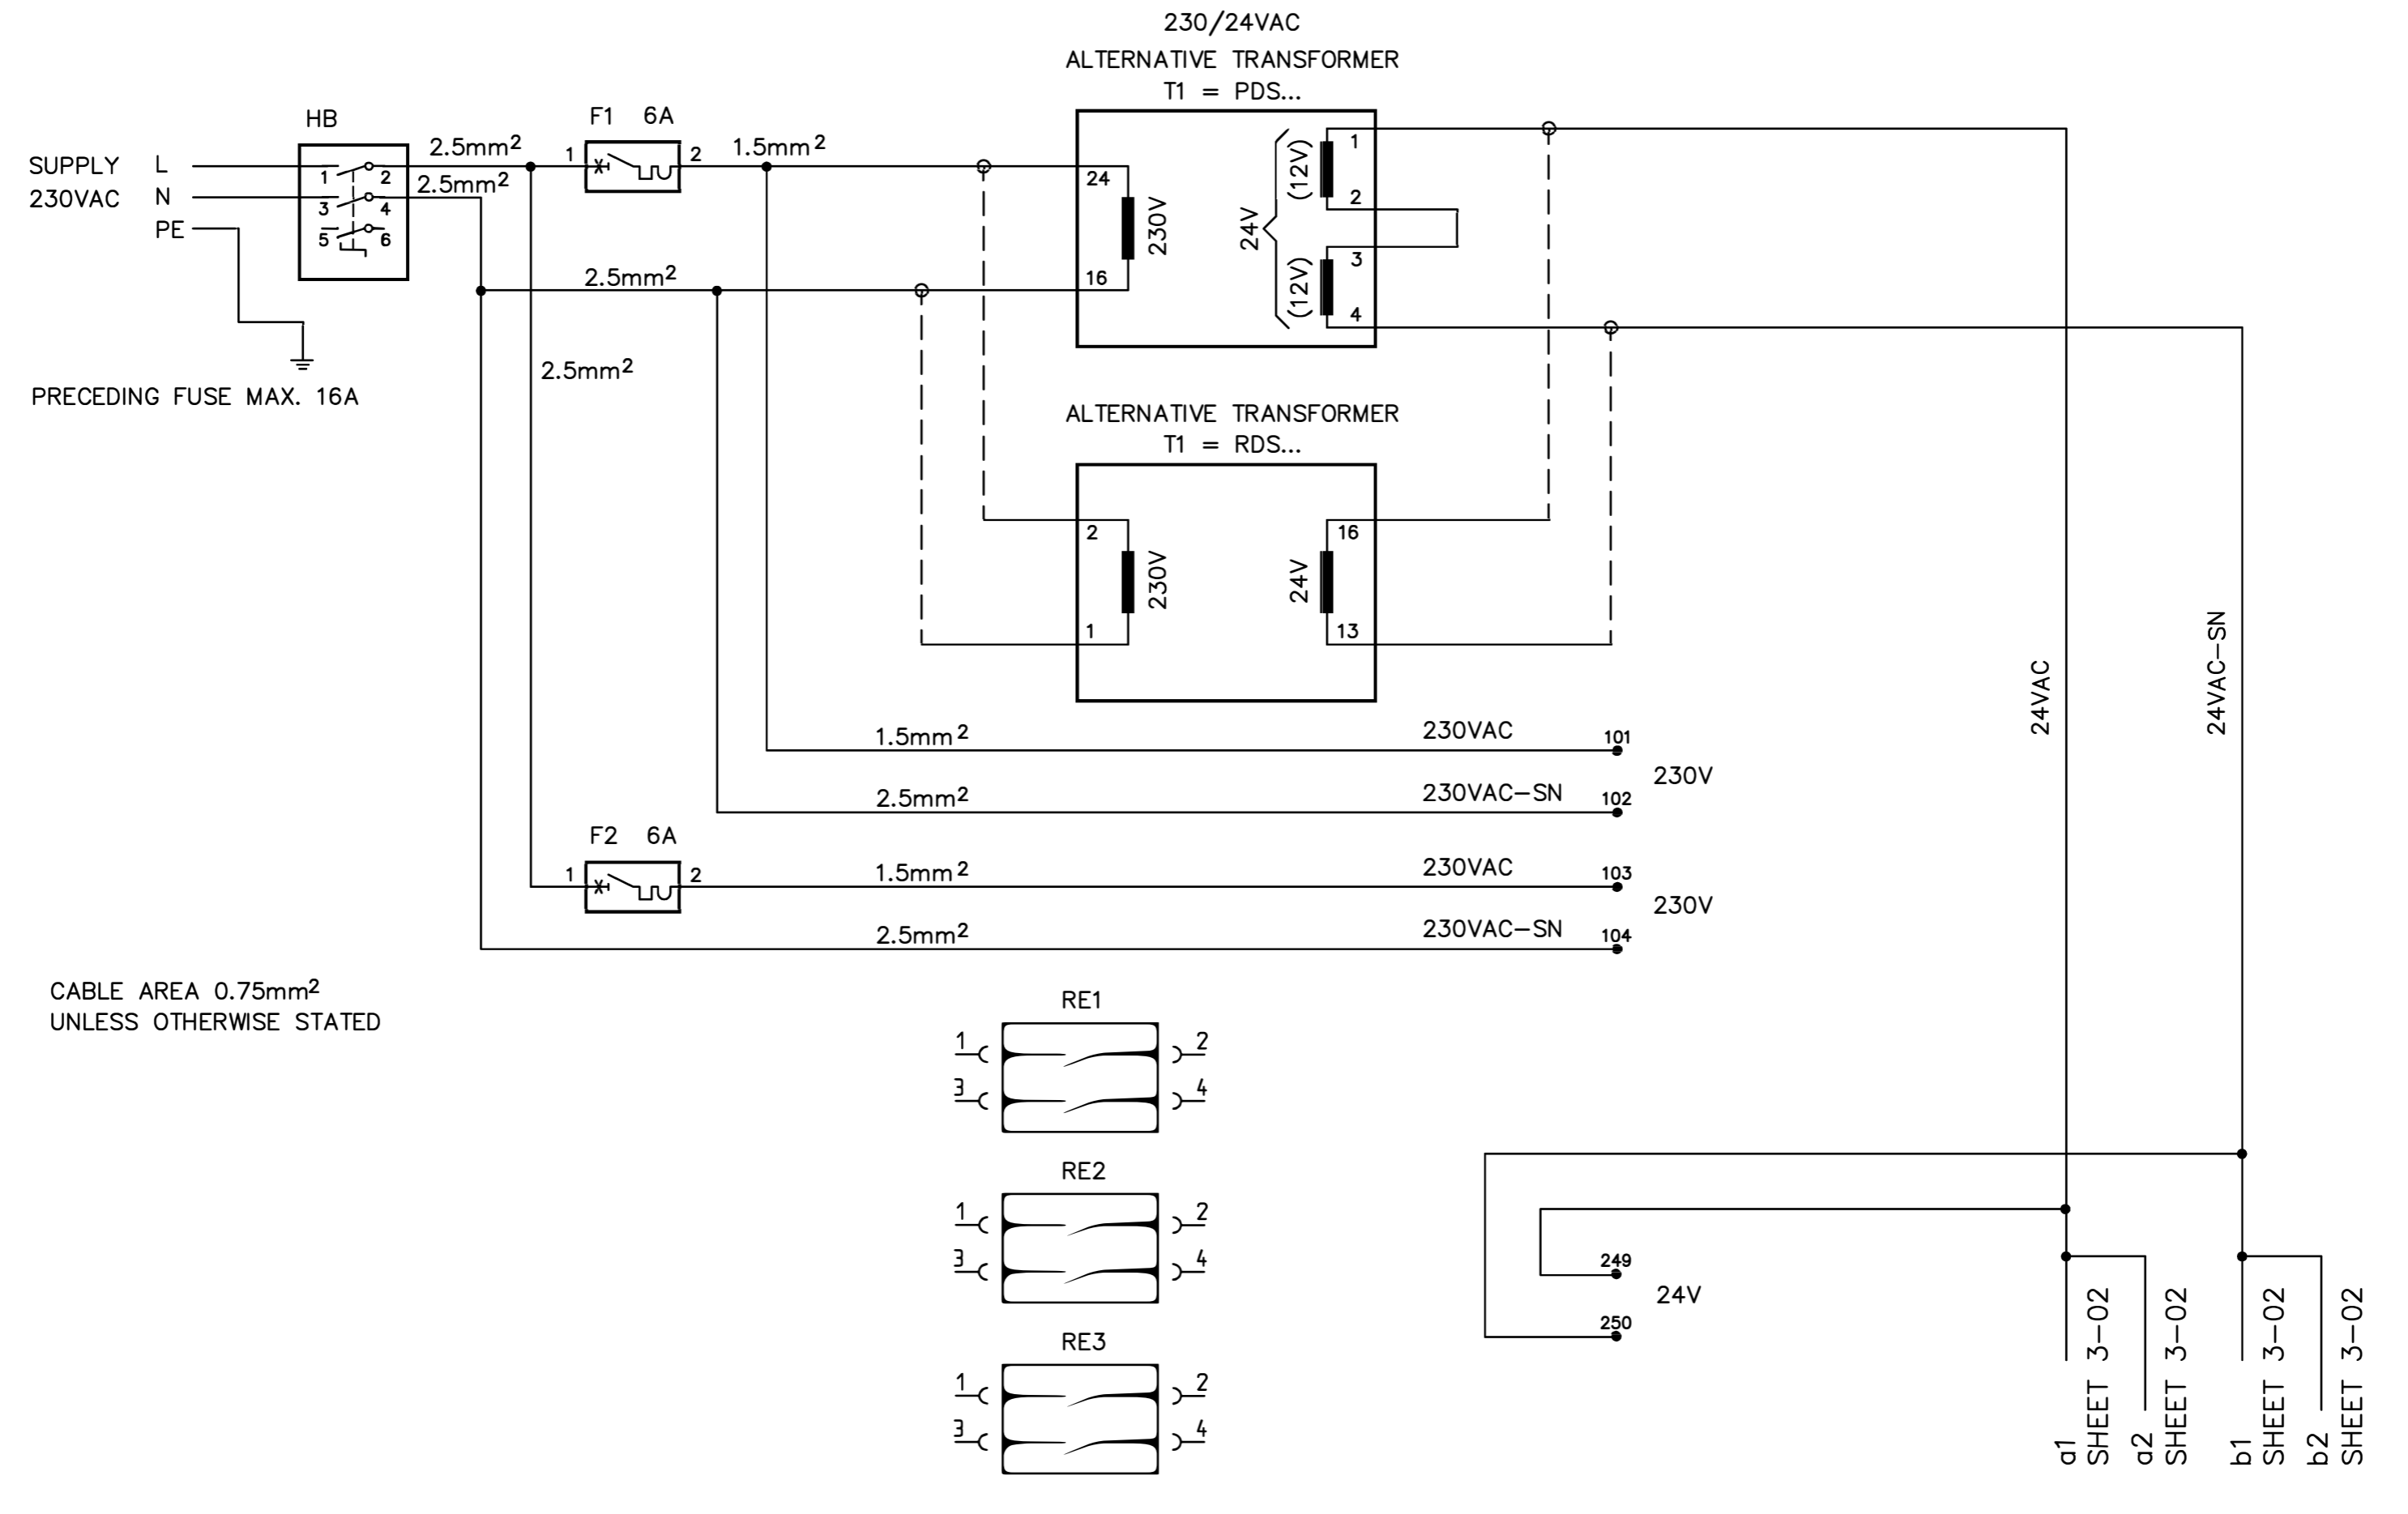 230/24VAC
ALTERNATIVE TRANSFORMER
T1 = PDS...
HB
F1 6A
SUPPLY L
230VAC N
PE
1 2
3 4
5 6
2.5mm²
2.5mm²
1 2
1.5mm²
24
16
230V
24V
(12V)
(12V)
1
2
3
4
2.5mm²
2.5mm²
PRECEDING FUSE MAX. 16A
ALTERNATIVE TRANSFORMER
T1 = RDS...
2
1
230V
24V
16
13
24VAC
24VAC-SN
1.5mm² 230VAC 101
230V
2.5mm² 230VAC-SN 102
F2 6A
1 2
1.5mm² 230VAC 103
230V
2.5mm² 230VAC-SN 104
CABLE AREA 0.75mm²
UNLESS OTHERWISE STATED
RE1
1 2
3 4
RE2
1 2
3 4
RE3
1 2
3 4
249
24V
250
a1
SHEET 3-02
a2
SHEET 3-02
b1
SHEET 3-02
b2
SHEET 3-02